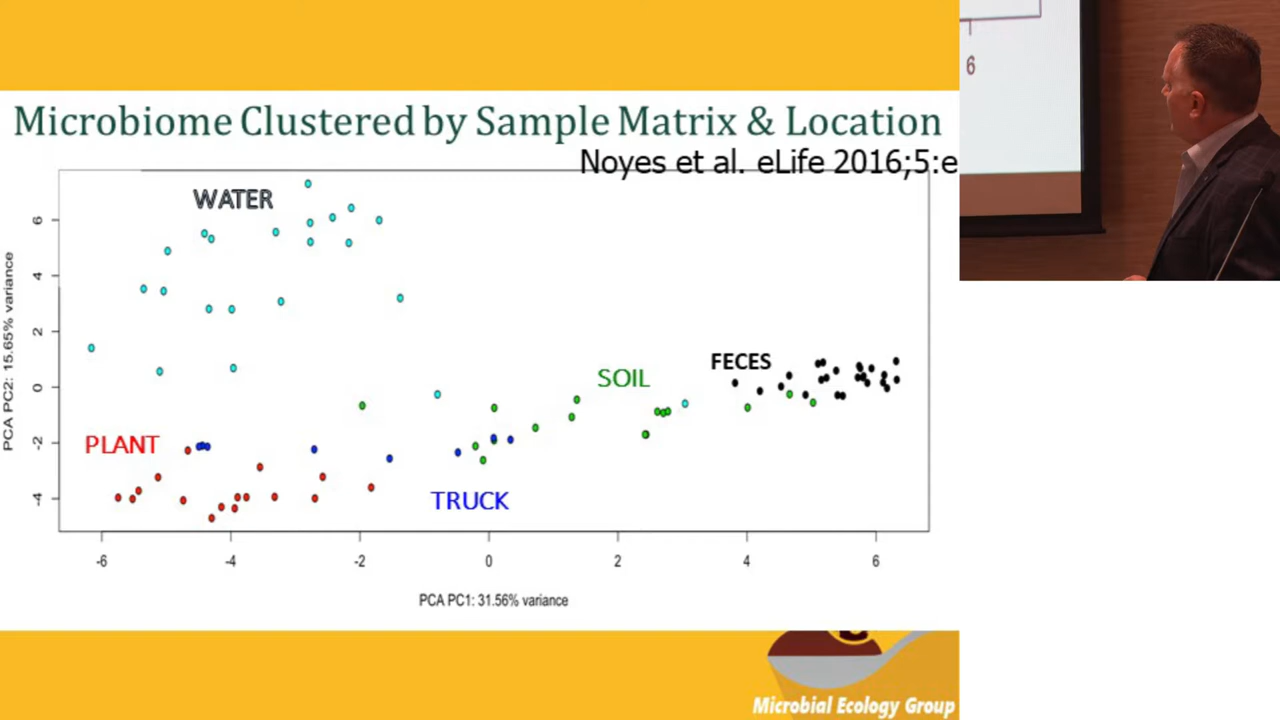 Microbiome Clustered by Sample Matrix & Location
Noyes et al. eLife 2016;5:e
WATER
FECES
SOIL
PLANT
TRUCK
6
4
2
0
-2
-4
PCA PC2: 15.65% variance
-6
-4
-2
0
2
4
6
PCA PC1: 31.56% variance
6
Microbial Ecology Group